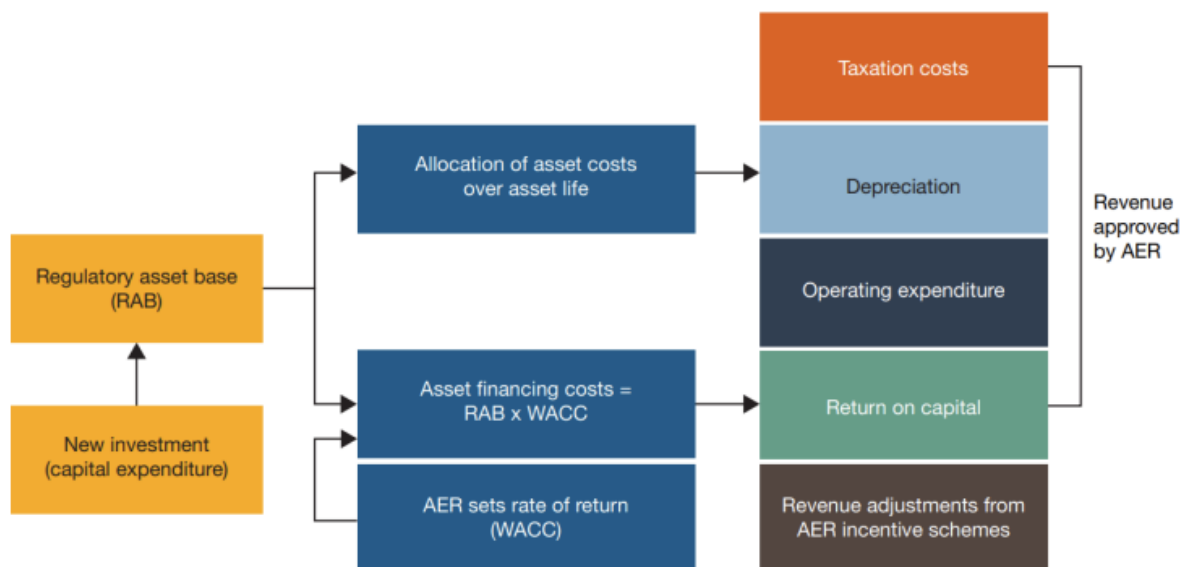 Taxation costs
Allocation of asset costs
over asset life
Depreciation
Revenue
approved
by AER
Regulatory asset base
(RAB)
Operating expenditure
Asset financing costs =
RAB x WACC
Return on capital
New investment
(capital expenditure)
AER sets rate of return
(WACC)
Revenue adjustments from
AER incentive schemes